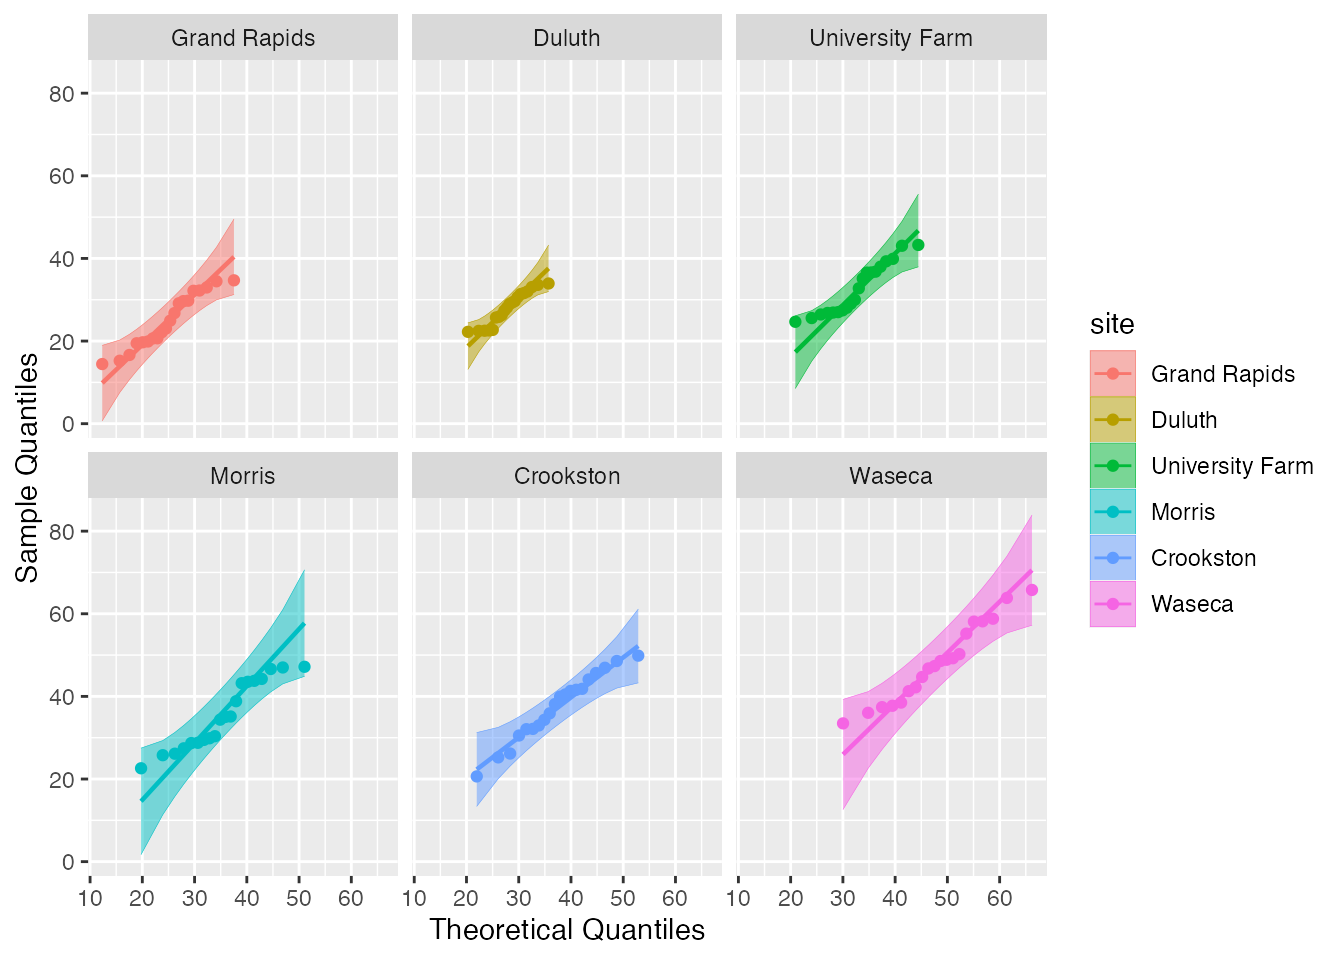 Grand Rapids
Duluth
University Farm
80
60
40
20
0
Morris
Crookston
Waseca
80
60
40
20
0
10 20 30 40 50 60
10 20 30 40 50 60
10 20 30 40 50 60
Theoretical Quantiles
Sample Quantiles
site
Grand Rapids
Duluth
University Farm
Morris
Crookston
Waseca